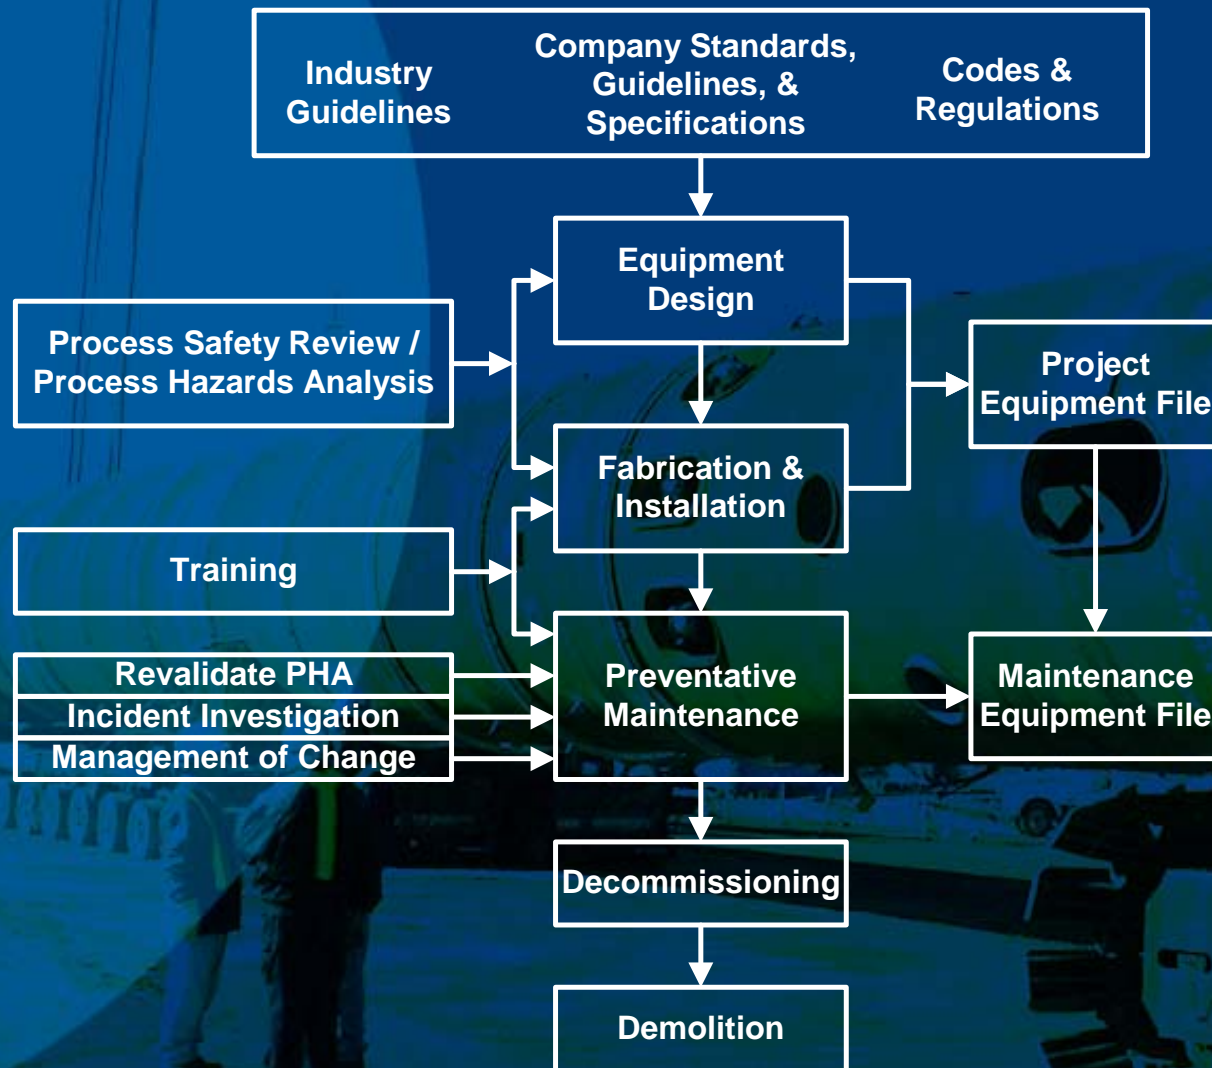 Industry
Guidelines
Company Standards,
Guidelines, &
Specifications
Codes &
Regulations
Equipment
Design
Process Safety Review /
Process Hazards Analysis
Project
Equipment File
Fabrication &
Installation
Training
Revalidate PHA
Incident Investigation
Management of Change
Preventative
Maintenance
Maintenance
Equipment File
Decommissioning
Demolition